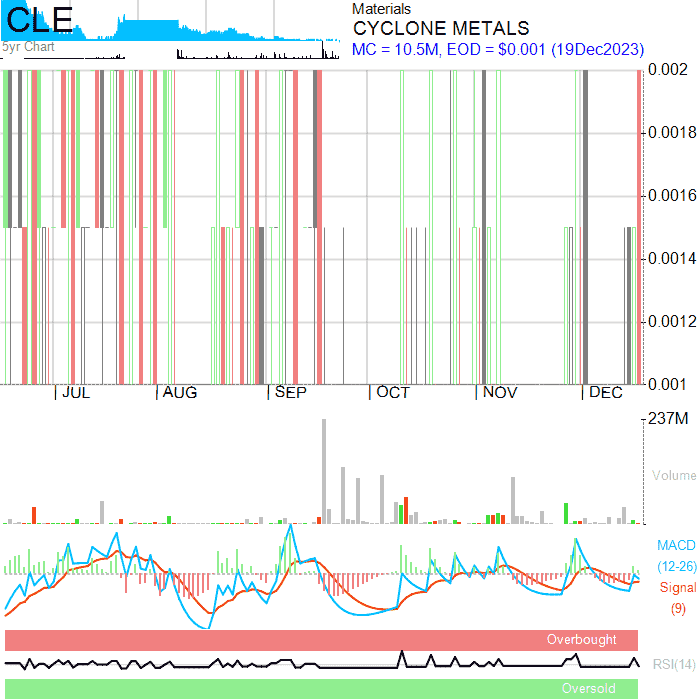 CLE
5yr Chart
Materials
CYCLONE METALS
MC = 10.5M, EOD = $0.001 (19Dec2023)
0.002
0.0018
0.0016
0.0014
0.0012
0.001
JUL AUG SEP OCT NOV DEC
237M
Volume
MACD
(12-26)
Signal
(9)
Overbought
RSI(14)
Oversold